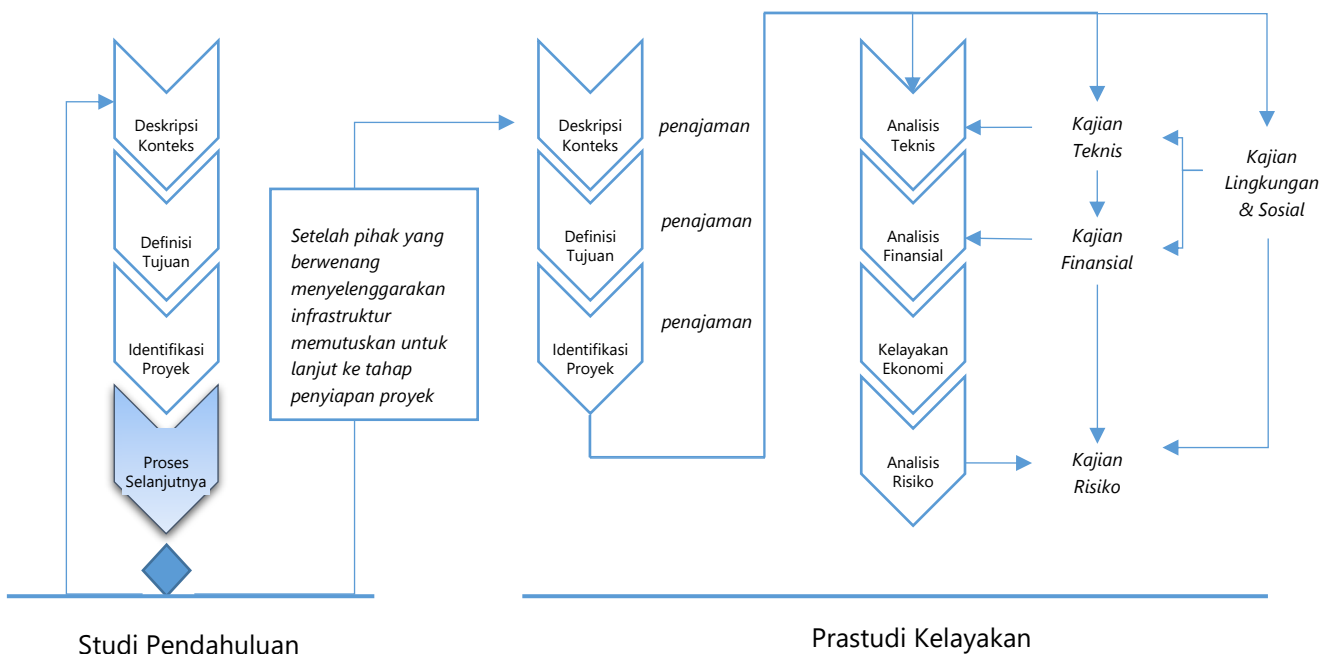 Deskripsi
Konteks
Definisi
Tujuan
Identifikasi
Proyek
Proses
Selanjutnya
Setelah pihak yang
berwenang
menyelenggarakan
infrastruktur
memutuskan untuk
lanjut ke tahap
penyiapan proyek
Studi Pendahuluan
Deskripsi
Konteks
penajaman
Definisi
Tujuan
penajaman
Identifikasi
Proyek
penajaman
Analisis
Teknis
Analisis
Finansial
Kelayakan
Ekonomi
Analisis
Risiko
Kajian
Teknis
Kajian
Finansial
Kajian
Risiko
Kajian
Lingkungan
& Sosial
Prastudi Kelayakan